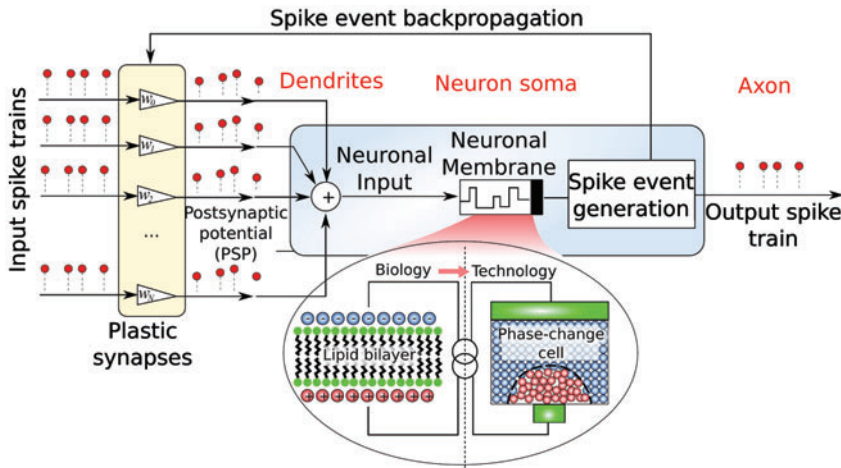 Spike event backpropagation
Dendrites
Neuron soma
Axon
Input spike trains
W0
W1
W2
...
WN
Plastic
synapses
Postsynaptic
potential
(PSP)
+
Neuronal
Input
Neuronal
Membrane
Spike event
generation
Output spike
train
Biology
Technology
Lipid bilayer
Phase-change
cell